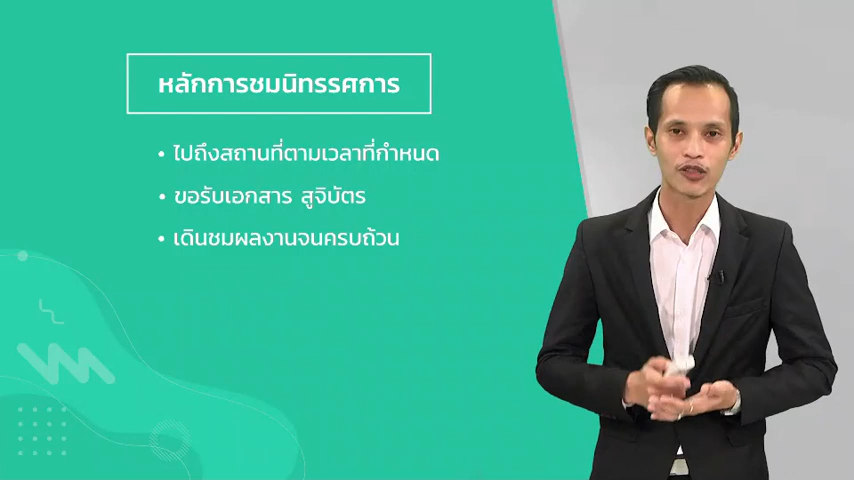 หลักการชมนิทรรศการ
• ไปถึงสถานที่ตามเวลาที่กำหนด
• ขอรับเอกสาร สูจิบัตร
• เดินชมผลงานจนครบถ้วน